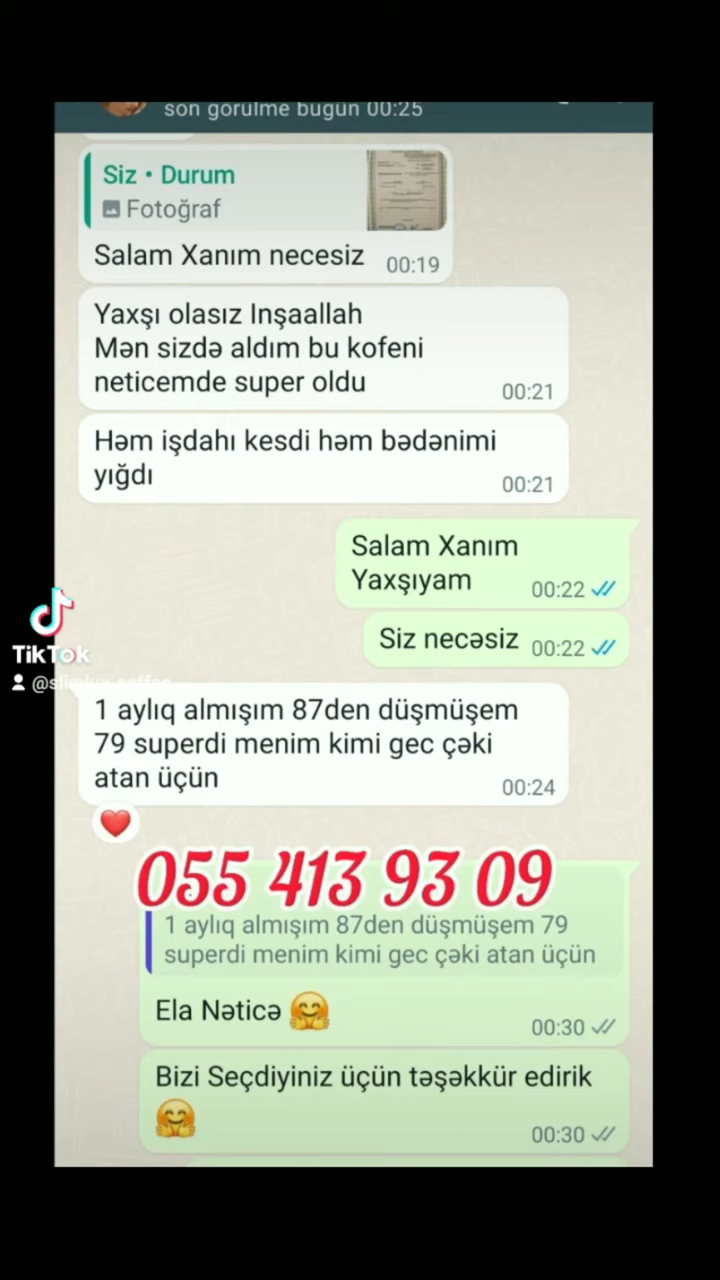 son görülme bugün 00:25
Siz • Durum
Fotoğraf
Salam Xanım necesiz
00:19
Yaxşı olasız Inşaallah
Mən sizdə aldım bu kofeni
neticemde super oldu
00:21
Həm işdahı kesdi həm bədənimi
yığdı
00:21
Salam Xanım
Yaxşıyam
00:22
Siz necəsiz
00:22
TikTok
1 aylıq almışım 87den düşmüşem
79 superdi menim kimi gec çəki
atan üçün
00:24
055 413 93 09
1 aylıq almışım 87den düşmüşem 79
superdi menim kimi gec çəki atan üçün
Ela Nəticə 🤗
00:30
Bizi Seçdiyiniz üçün təşəkkür edirik
🤗
00:30